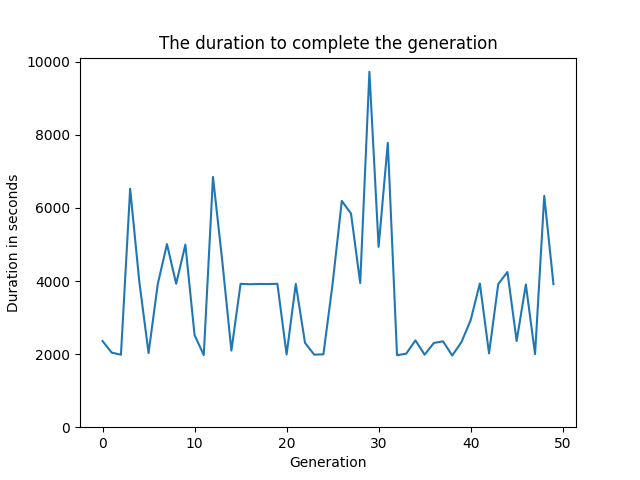 The duration to complete the generation
10000
8000
6000
4000
2000
0
Duration in seconds
0 10 20 30 40 50
Generation